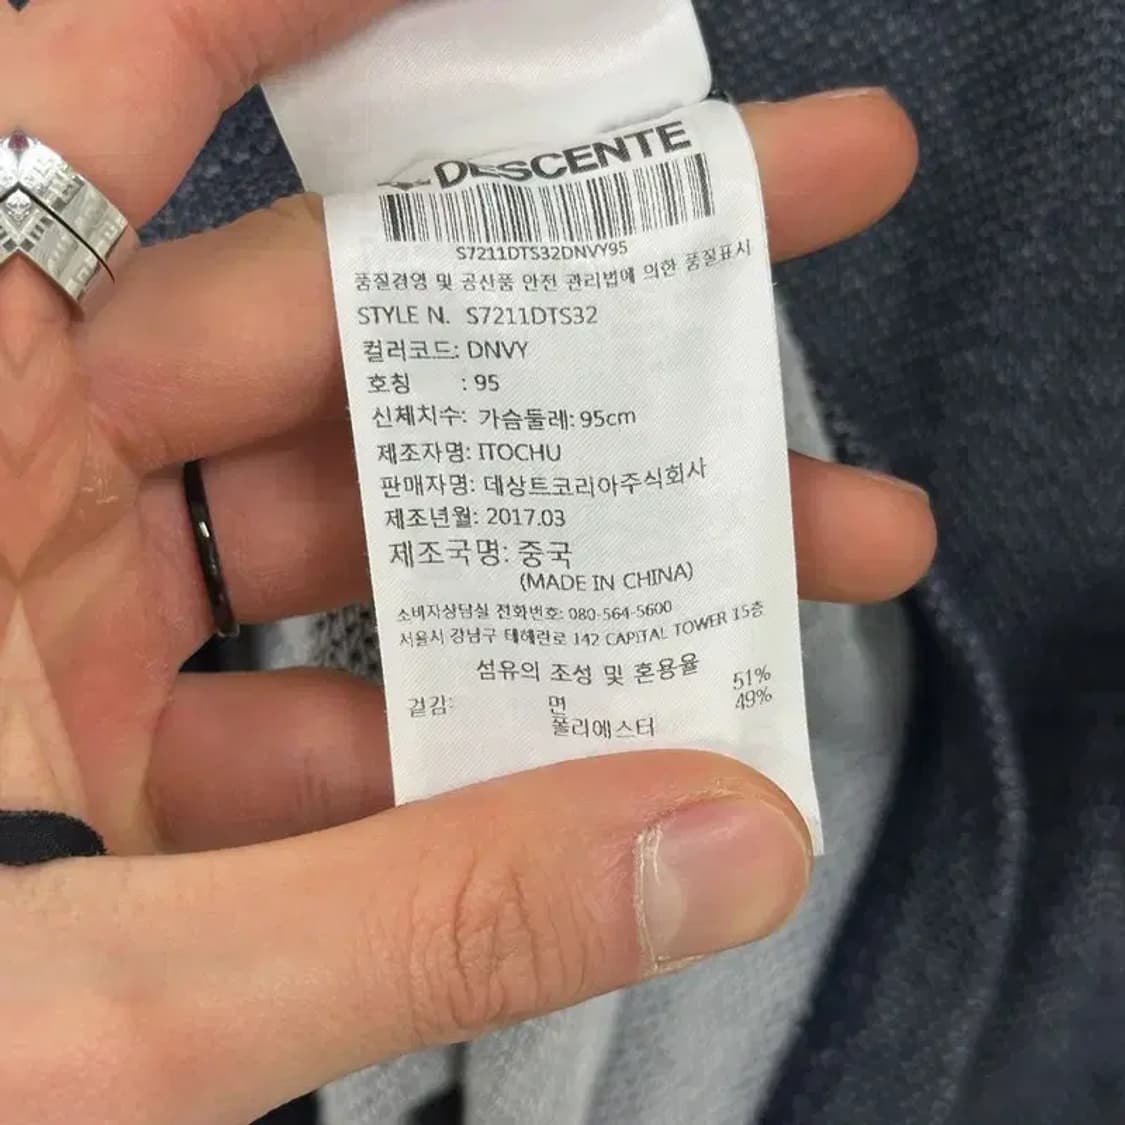 DESCENTE
S7211DTS32DNVY95
품질경영 및 공산품 안전 관리법에 의한 품질표시
STYLE N. S7211DTS32
컬러코드: DNVY
호칭 : 95
신체치수: 가슴둘레: 95cm
제조자명: ITOCHU
판매자명: 데상트코리아주식회사
제조년월: 2017.03
제조국명: 중국
(MADE IN CHINA)
소비자상담실 전화번호: 080-564-5600
서울시 강남구 테헤란로 142 CAPITAL TOWER 15층
섬유의 조성 및 혼용율
겉감: 면 51%
폴리에스터 49%